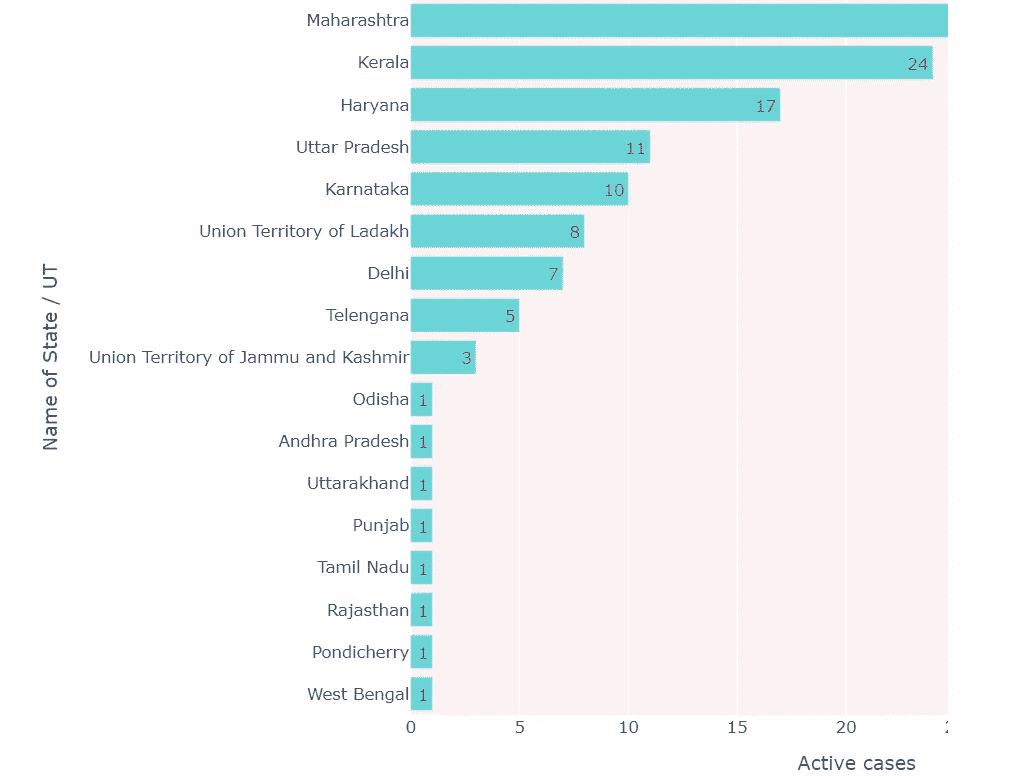 Maharashtra
Kerala 24
Haryana 17
Uttar Pradesh 11
Karnataka 10
Union Territory of Ladakh 8
Delhi 7
Telengana 5
Union Territory of Jammu and Kashmir 3
Odisha 1
Andhra Pradesh 1
Uttarakhand 1
Punjab 1
Tamil Nadu 1
Rajasthan 1
Pondicherry 1
West Bengal 1
0 5 10 15 20
Active cases
Name of State / UT